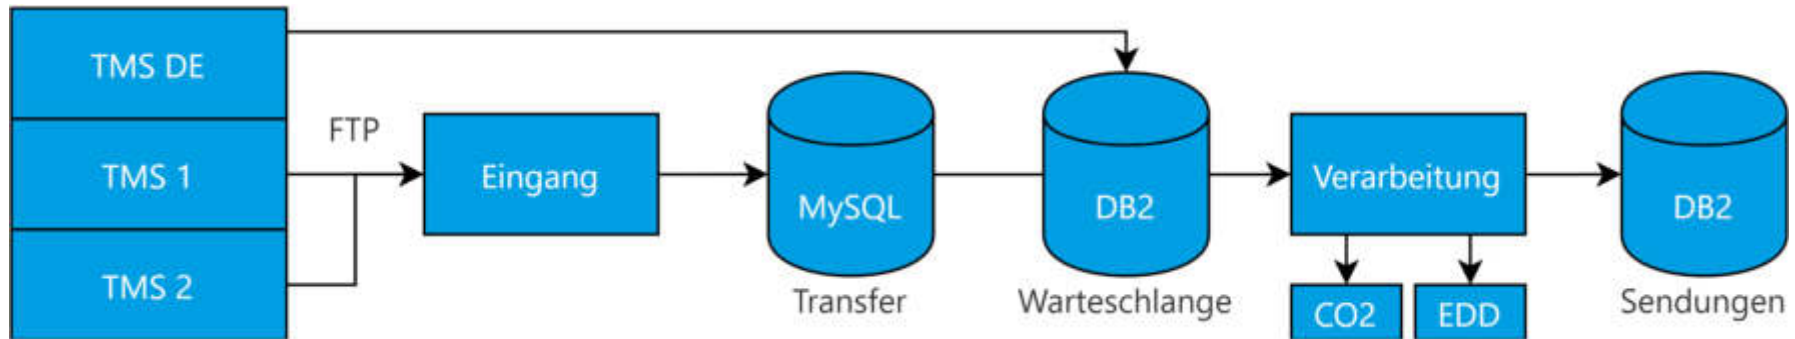 TMS DE
FTP
TMS 1
Eingang
Verarbeitung
MySQL
DB2
DB2
TMS 2
Transfer
Warteschlange
CO2
EDD
Sendungen